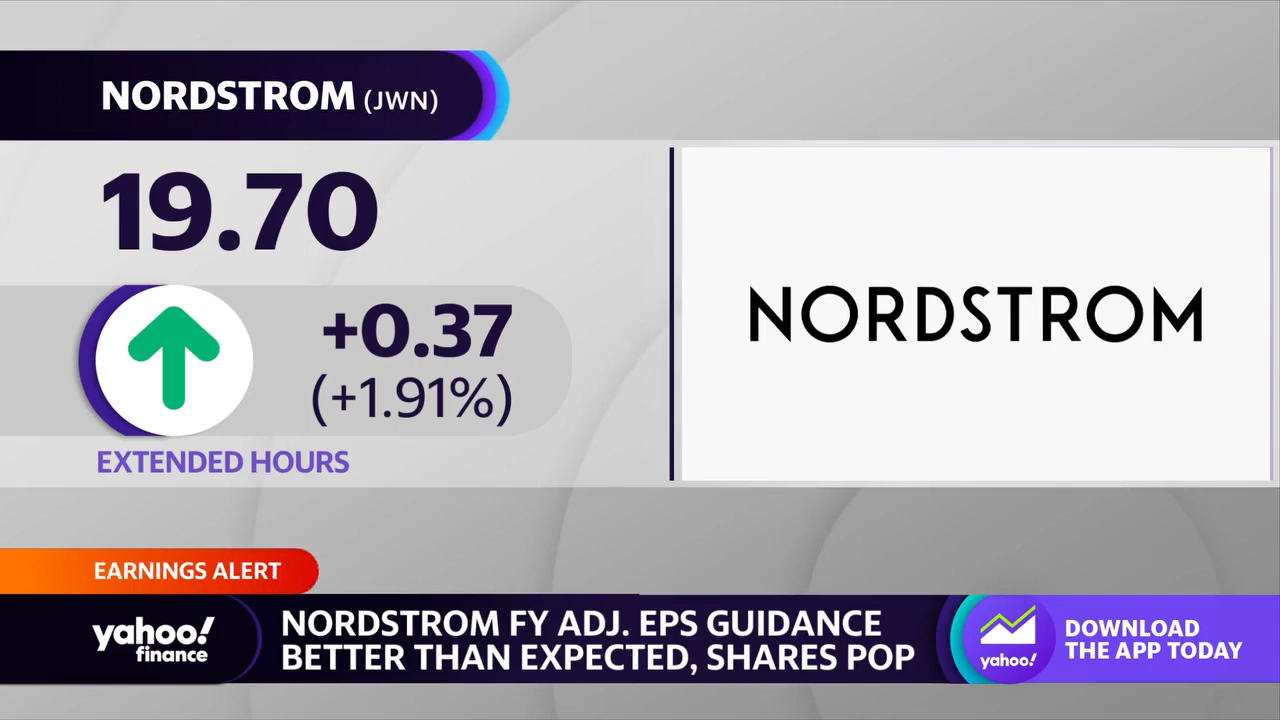 NORDSTROM (JWN)
19.70
+0.37
(+1.91%)
EXTENDED HOURS
NORDSTROM
EARNINGS ALERT
yahoo!
finance
NORDSTROM FY ADJ. EPS GUIDANCE
BETTER THAN EXPECTED, SHARES POP
yahoo!
DOWNLOAD
THE APP TODAY